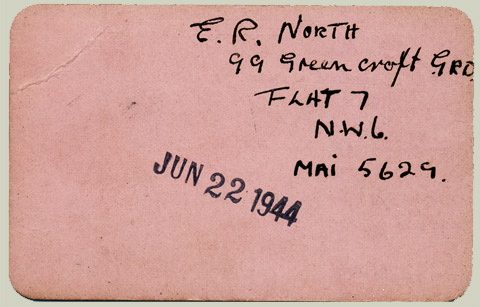 E. R. NORTH
99 Greencroft GRD
FLAT 7
N.W.6.
MAI 5629.
JUN 22 1944